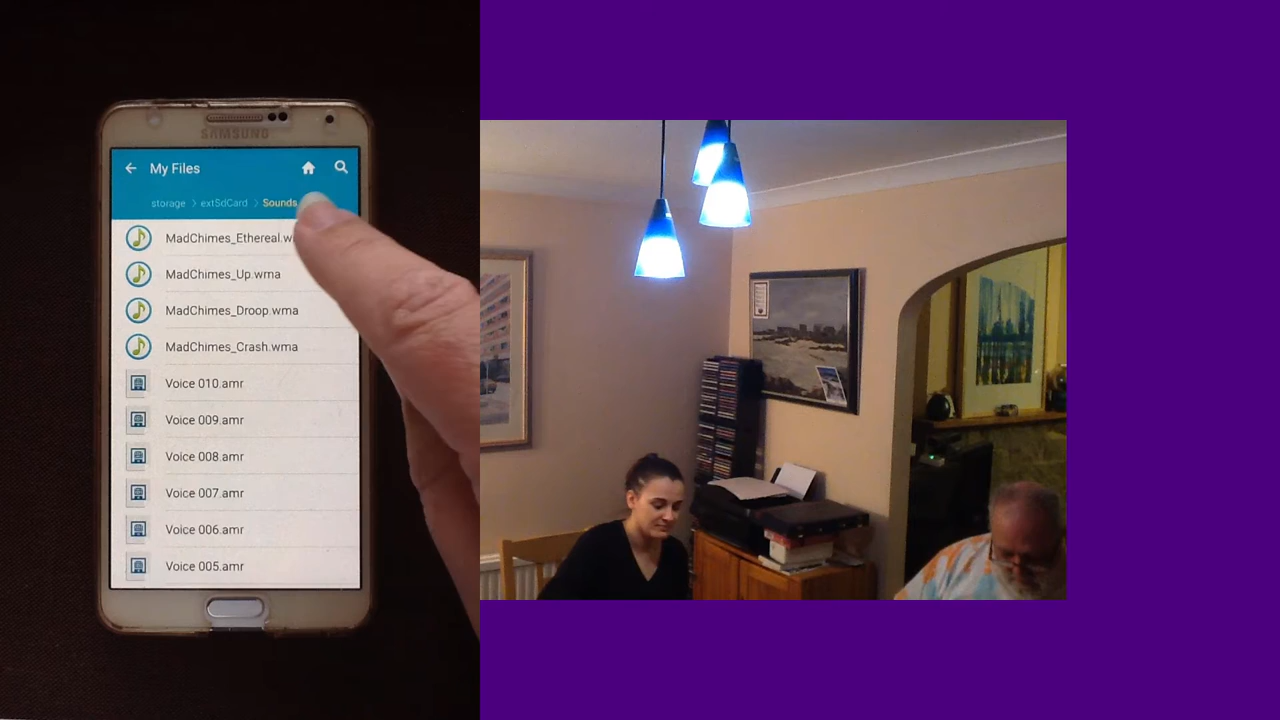 SAMSUNG
My Files
storage > extSdCard > Sounds
MadChimes_Ethereal.w
MadChimes_Up.wma
MadChimes_Droop.wma
MadChimes_Crash.wma
Voice 010.amr
Voice 009.amr
Voice 008.amr
Voice 007.amr
Voice 006.amr
Voice 005.amr